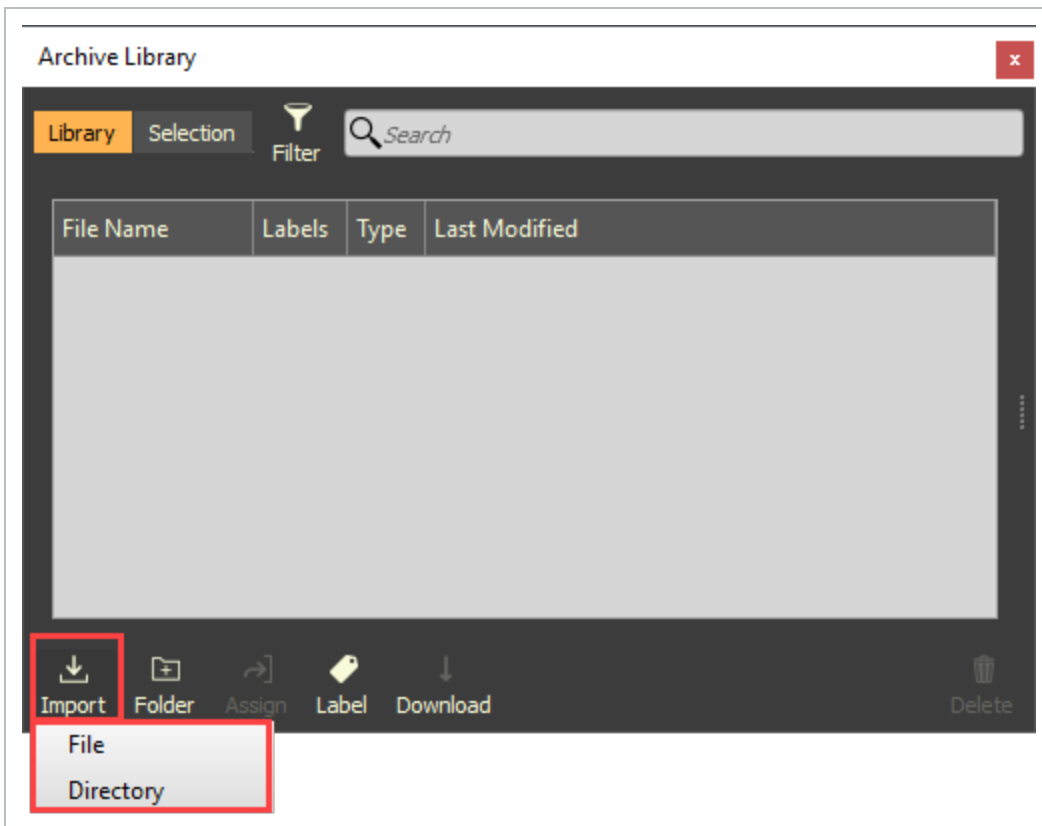 Archive Library
x
Library Selection Filter Search
File Name Labels Type Last Modified
Import Folder Assign Label Download Delete
File
Directory